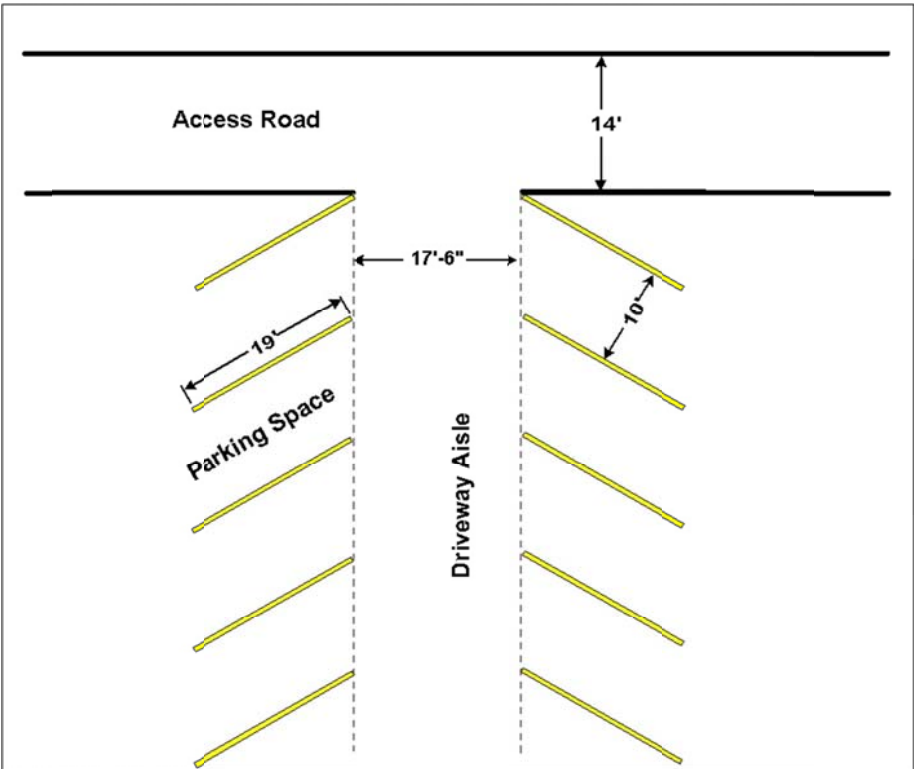 Access Road
14'
17'-6"
10'
19'
Parking Space
Driveway Aisle